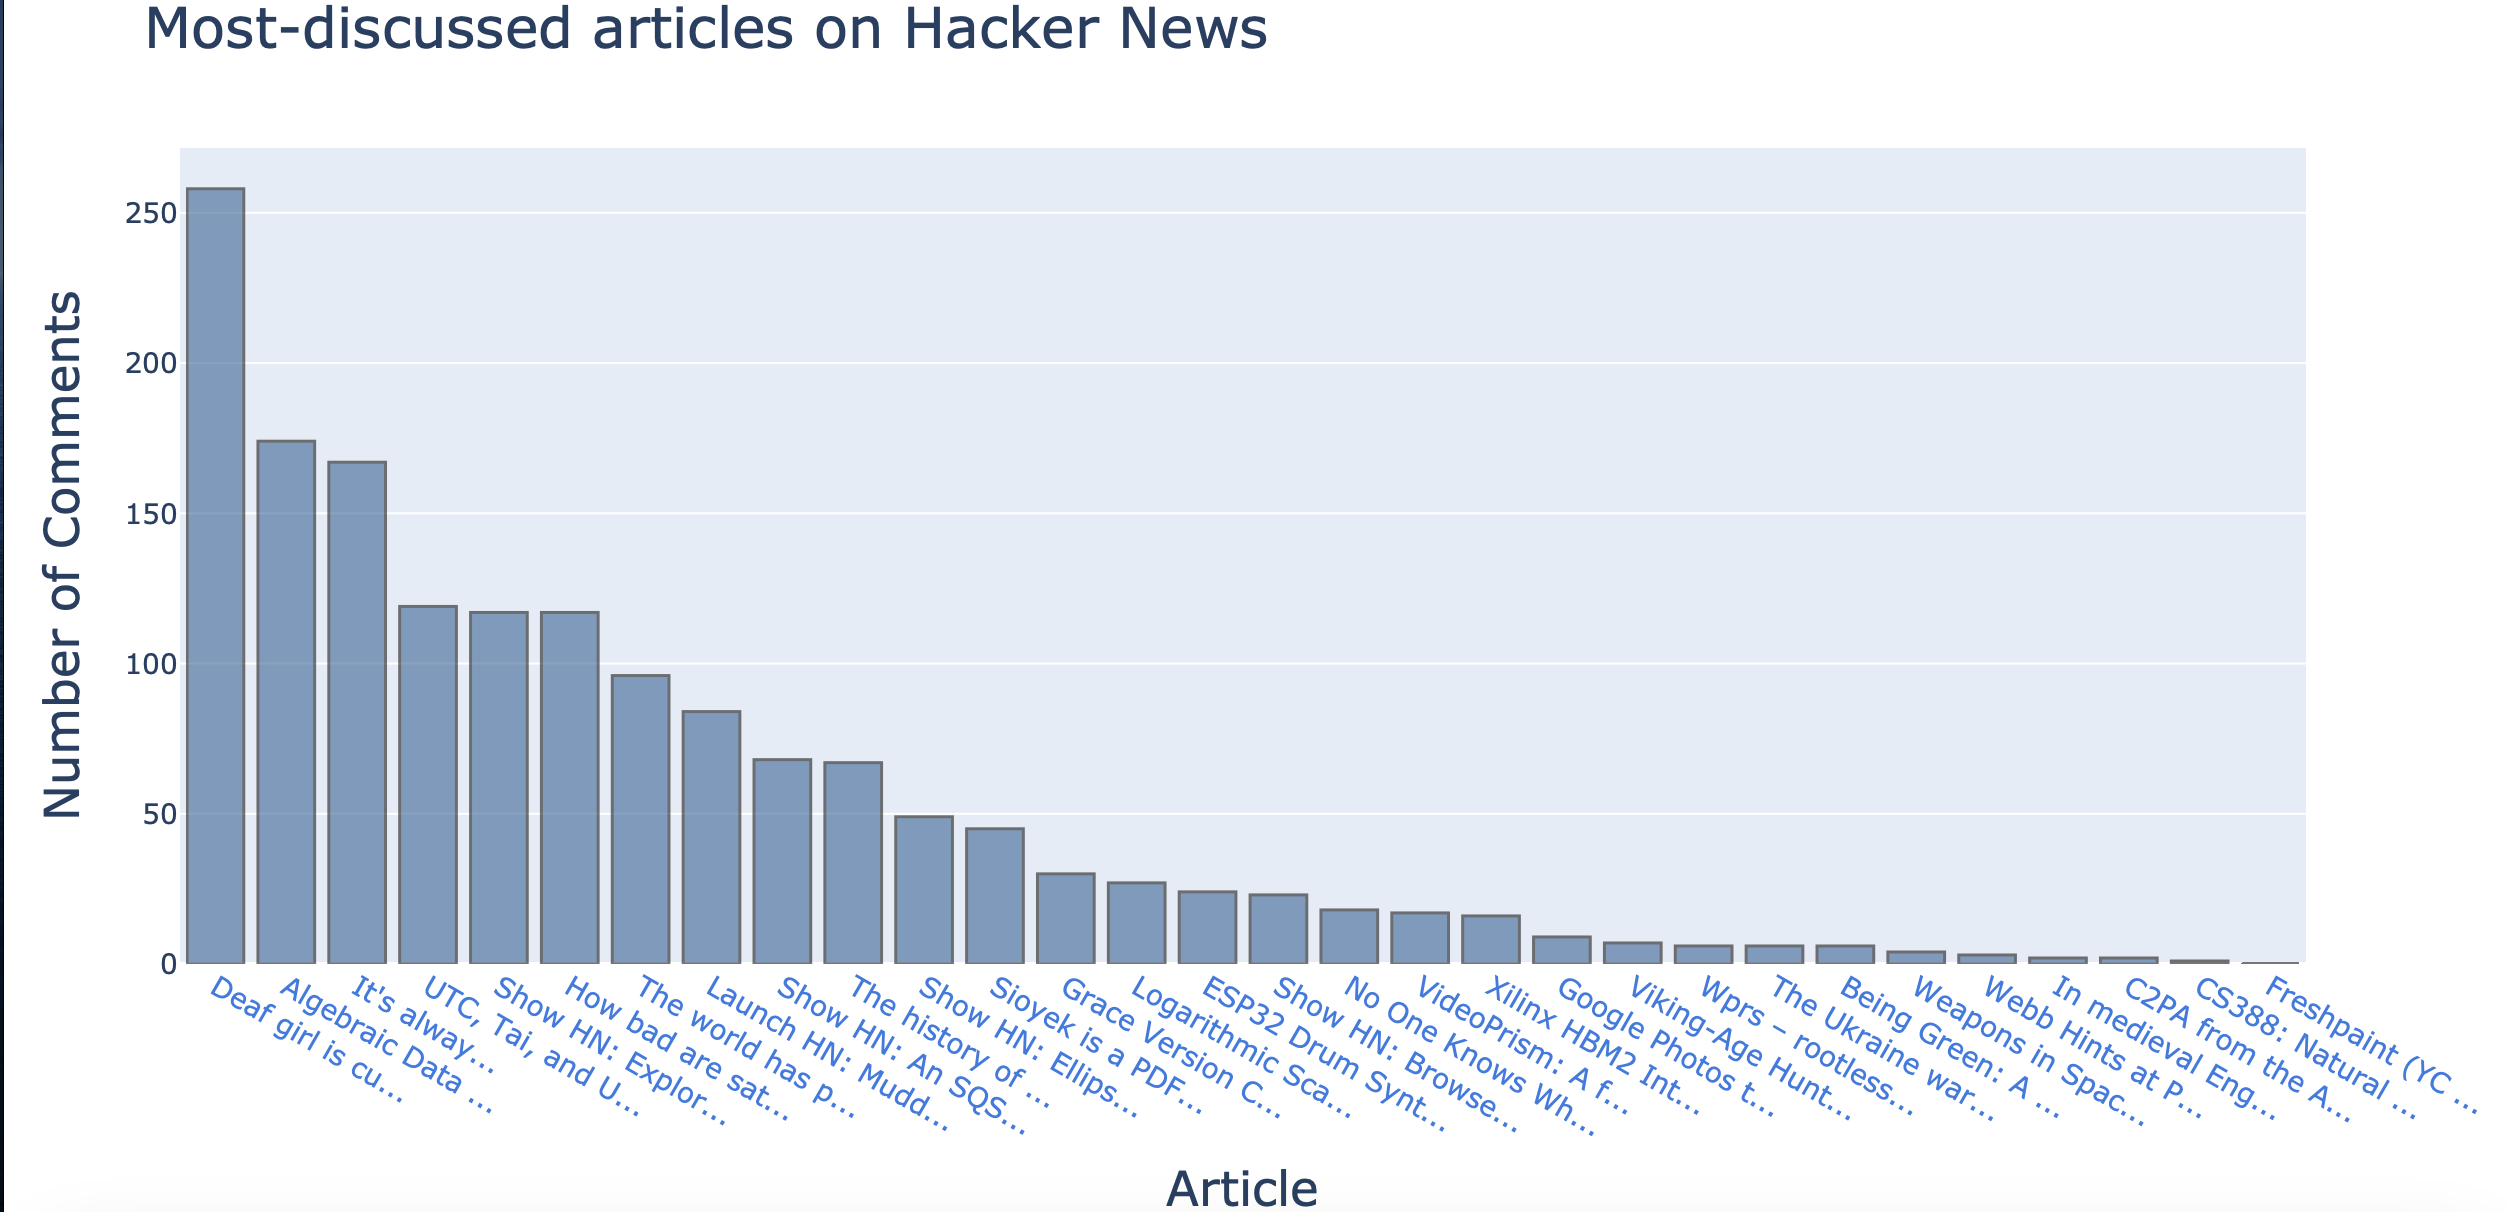 Most-discussed articles on Hacker News
Number of Comments
250
200
150
100
50
0
Deaf girl is cu...
Algebraic Data ...
It's alway...
UTC, Tai, and U...
Show HN: Explor...
How bad are sat...
The world has p...
Launch HN: Mudd...
Show HN: An SQS...
The history of ...
Show HN: Ellips...
Sioyek is a PDF...
Grace Version C...
Logarithmic Sca...
ESP32 Drum Synt...
Show HN: Browse...
No One Knows Wh...
VideoPrism: A f...
Xilinx HBM2 Int...
Google Photos t...
Viking-Age Hunt...
Wprs – rootless...
The Ukraine war...
Being Green: A ...
Weapons in Spac...
Webb Hints at P...
In medieval Eng...
C2PA from the A...
CS388: Natural ...
Freshpaint (YC ...
Article